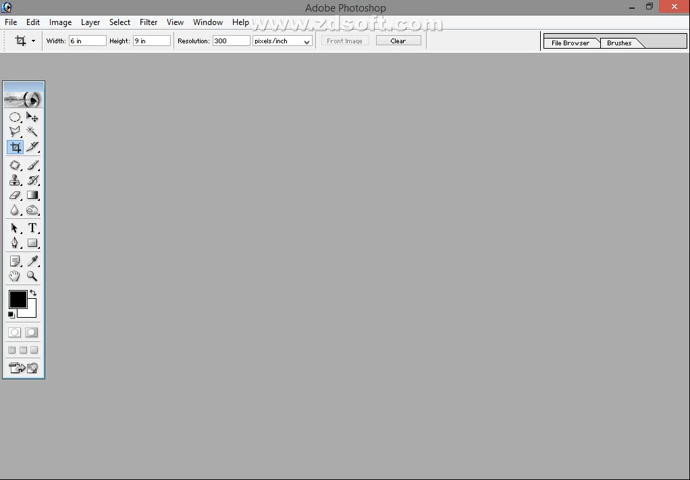 Adobe Photoshop
File Edit Image Layer Select Filter View Window Help
www.zdsoft.com
Width: 6 in Height: 9 in Resolution: 300 pixels/inch Front Image Clear File Browser Brushes
T